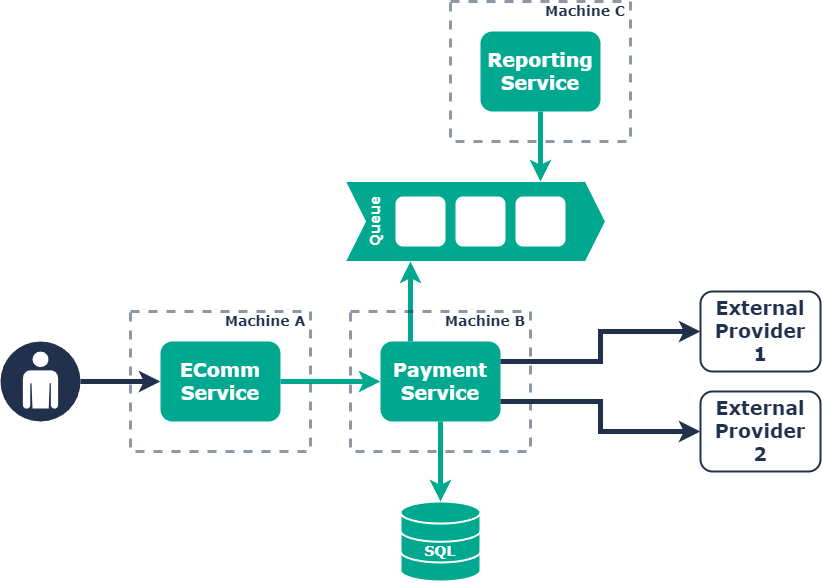 Machine C
Reporting
Service
Queue
Machine A
EComm
Service
Machine B
Payment
Service
External
Provider
1
External
Provider
2
SQL